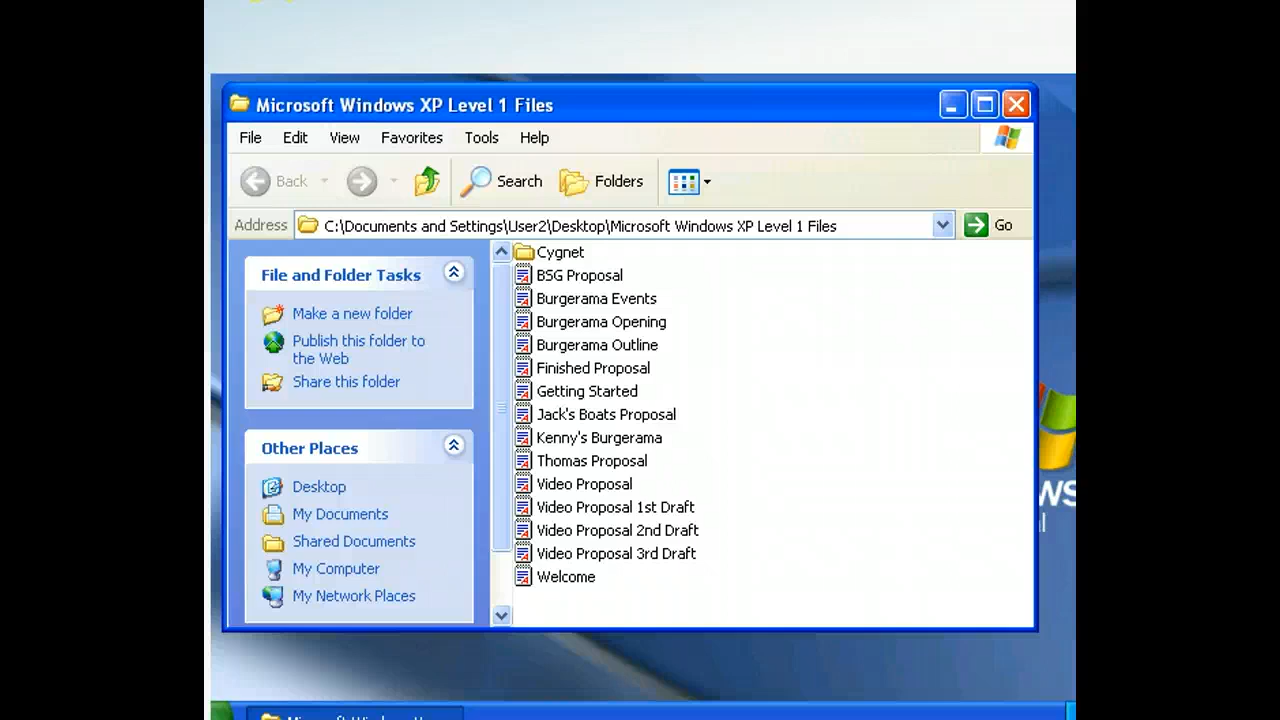 Microsoft Windows XP Level 1 Files
File Edit View Favorites Tools Help
Back Search Folders
Address C:\Documents and Settings\User2\Desktop\Microsoft Windows XP Level 1 Files Go
File and Folder Tasks
Make a new folder
Publish this folder to
the Web
Share this folder
Other Places
Desktop
My Documents
Shared Documents
My Computer
My Network Places
Cygnet
BSG Proposal
Burgerama Events
Burgerama Opening
Burgerama Outline
Finished Proposal
Getting Started
Jack's Boats Proposal
Kenny's Burgerama
Thomas Proposal
Video Proposal
Video Proposal 1st Draft
Video Proposal 2nd Draft
Video Proposal 3rd Draft
Welcome